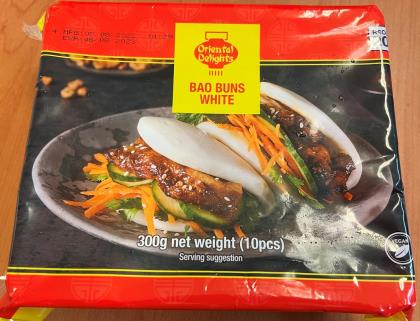 Oriental
Delights
BAO BUNS
WHITE
300g net weight (10pcs)
Serving suggestion
VEGAN